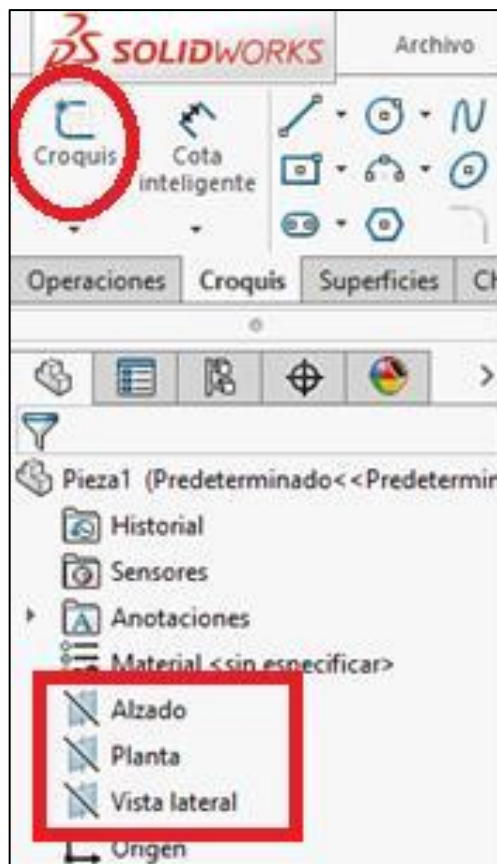 SOLIDWORKS
Archivo
Croquis
Cota
inteligente
Operaciones Croquis Superficies
Pieza1 (Predeterminado<<Predetermin
Historial
Sensores
Anotaciones
Material <sin especificar>
Alzado
Planta
Vista lateral
Origen